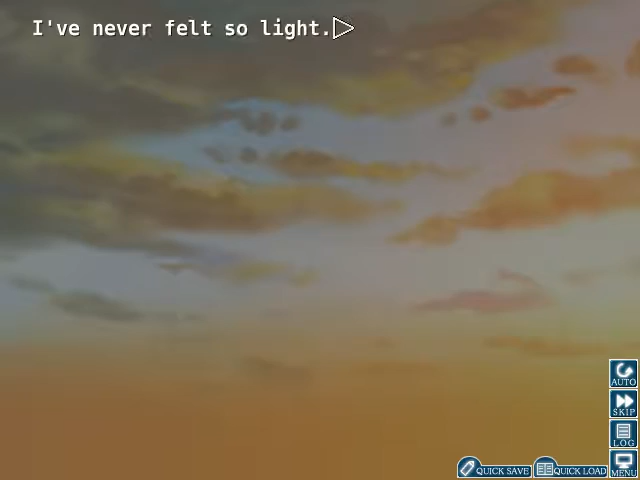 I've never felt so light.
AUTO
SKIP
LOG
QUICK SAVE
QUICK LOAD
MENU